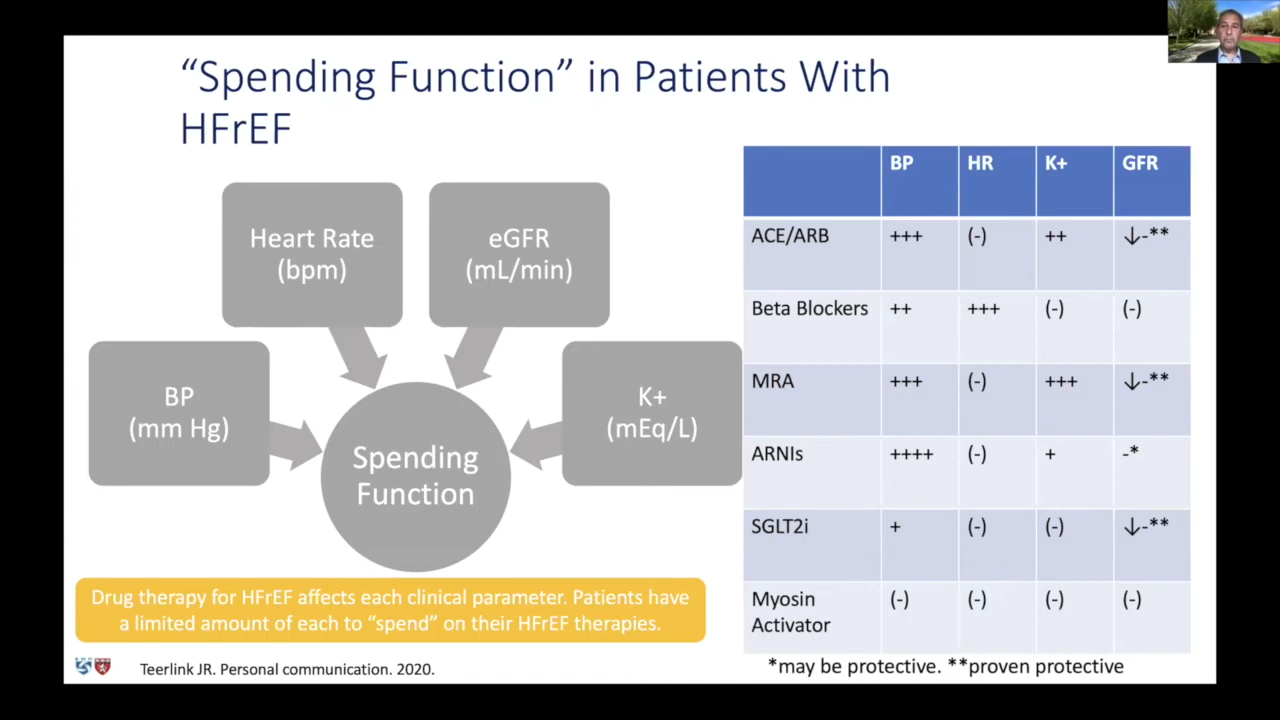 “Spending Function” in Patients With
HFrEF
Heart Rate
(bpm)
eGFR
(mL/min)
BP
(mm Hg)
K+
(mEq/L)
Spending
Function
Drug therapy for HFrEF affects each clinical parameter. Patients have
a limited amount of each to “spend” on their HFrEF therapies.
Teerlink JR. Personal communication. 2020.
BP HR K+ GFR
ACE/ARB +++ (-) ++ ↓-**
Beta Blockers ++ +++ (-) (-)
MRA +++ (-) +++ ↓-**
ARNIs ++++ (-) + -*
SGLT2i + (-) (-) ↓-**
Myosin
Activator (-) (-) (-) (-)
*may be protective. **proven protective